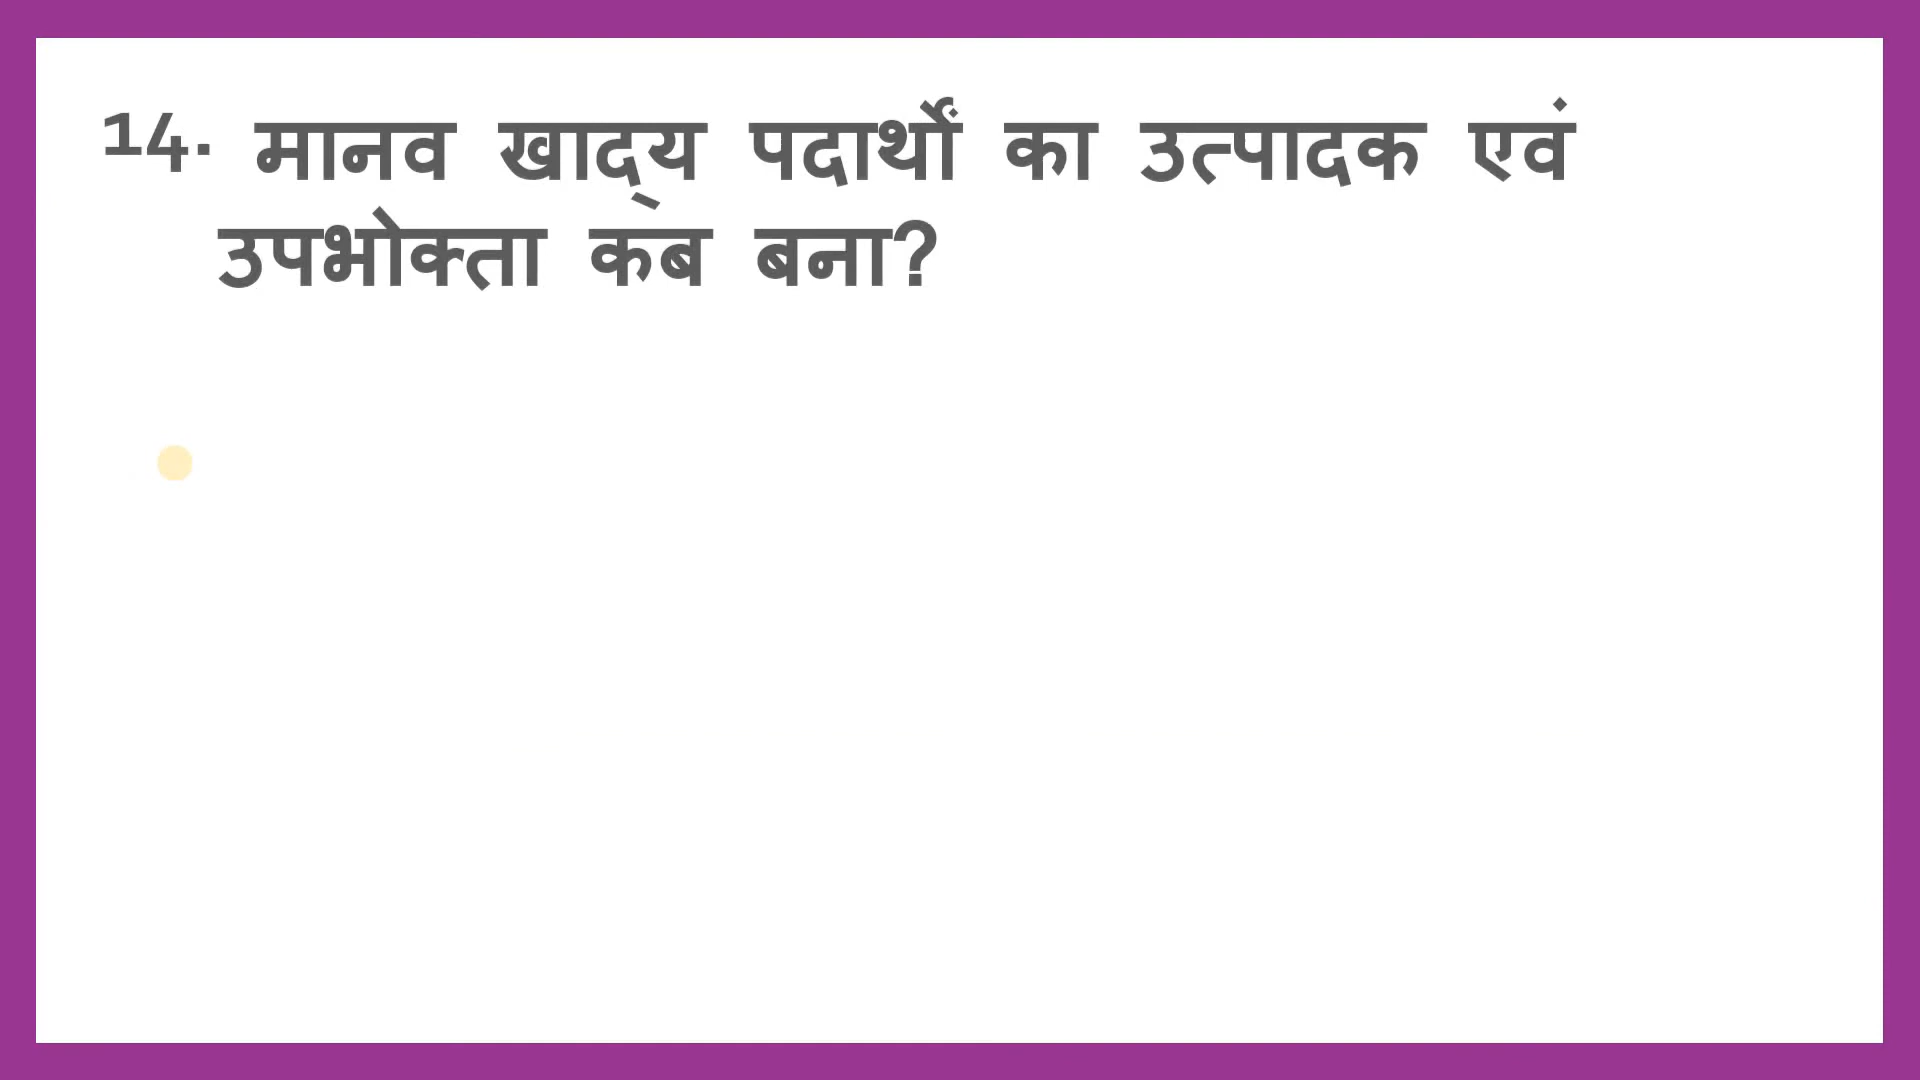 14. मानव खाद्य पदार्थों का उत्पादक एवं
उपभोक्ता कब बना?